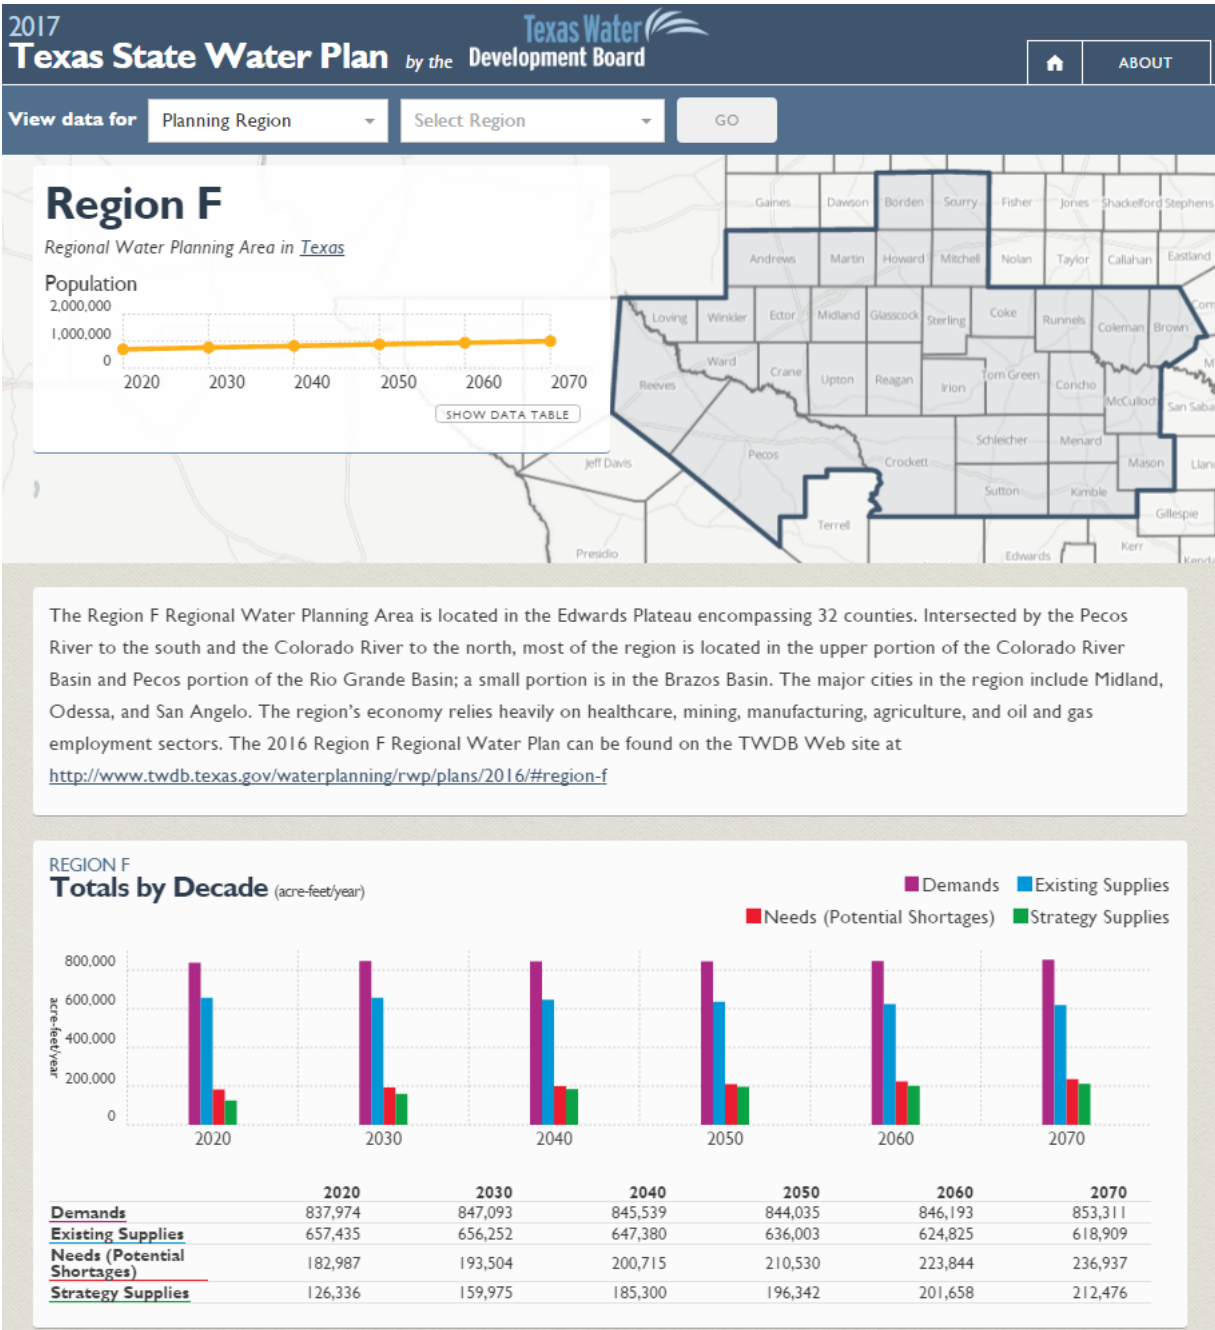 2017
Texas State Water Plan by the Texas Water Development Board
ABOUT
View data for Planning Region Select Region GO
Region F
Regional Water Planning Area in Texas
Population
2,000,000
1,000,000
0
2020 2030 2040 2050 2060 2070
SHOW DATA TABLE
Gaines Dawson Borden Scurry Fisher Jones Shackelford Stephens
Andrews Martin Howard Mitchell Nolan Taylor Callahan Eastland
Loving Winkler Ector Midland Glasscock Sterling Coke Runnels Coleman Brown Com
Reeves Ward Crane Upton Reagan Irion Tom Green Concho McCulloch San Saba M
Jeff Davis Pecos Crockett Schleicher Menard Mason Llan
Sutton Kimble Gillespie
Presidio Terrell Edwards Kerr Kenda
The Region F Regional Water Planning Area is located in the Edwards Plateau encompassing 32 counties. Intersected by the Pecos
River to the south and the Colorado River to the north, most of the region is located in the upper portion of the Colorado River
Basin and Pecos portion of the Rio Grande Basin; a small portion is in the Brazos Basin. The major cities in the region include Midland,
Odessa, and San Angelo. The region's economy relies heavily on healthcare, mining, manufacturing, agriculture, and oil and gas
employment sectors. The 2016 Region F Regional Water Plan can be found on the TWDB Web site at
http://www.twdb.texas.gov/waterplanning/rwp/plans/2016/#region-f
REGION F
Totals by Decade (acre-feet/year)
Demands Existing Supplies
Needs (Potential Shortages) Strategy Supplies
acre-feet/year
800,000
600,000
400,000
200,000
0
2020 2030 2040 2050 2060 2070
2020 2030 2040 2050 2060 2070
Demands 837,974 847,093 845,539 844,035 846,193 853,311
Existing Supplies 657,435 656,252 647,380 636,003 624,825 618,909
Needs (Potential
Shortages) 182,987 193,504 200,715 210,530 223,844 236,937
Strategy Supplies 126,336 159,975 185,300 196,342 201,658 212,476